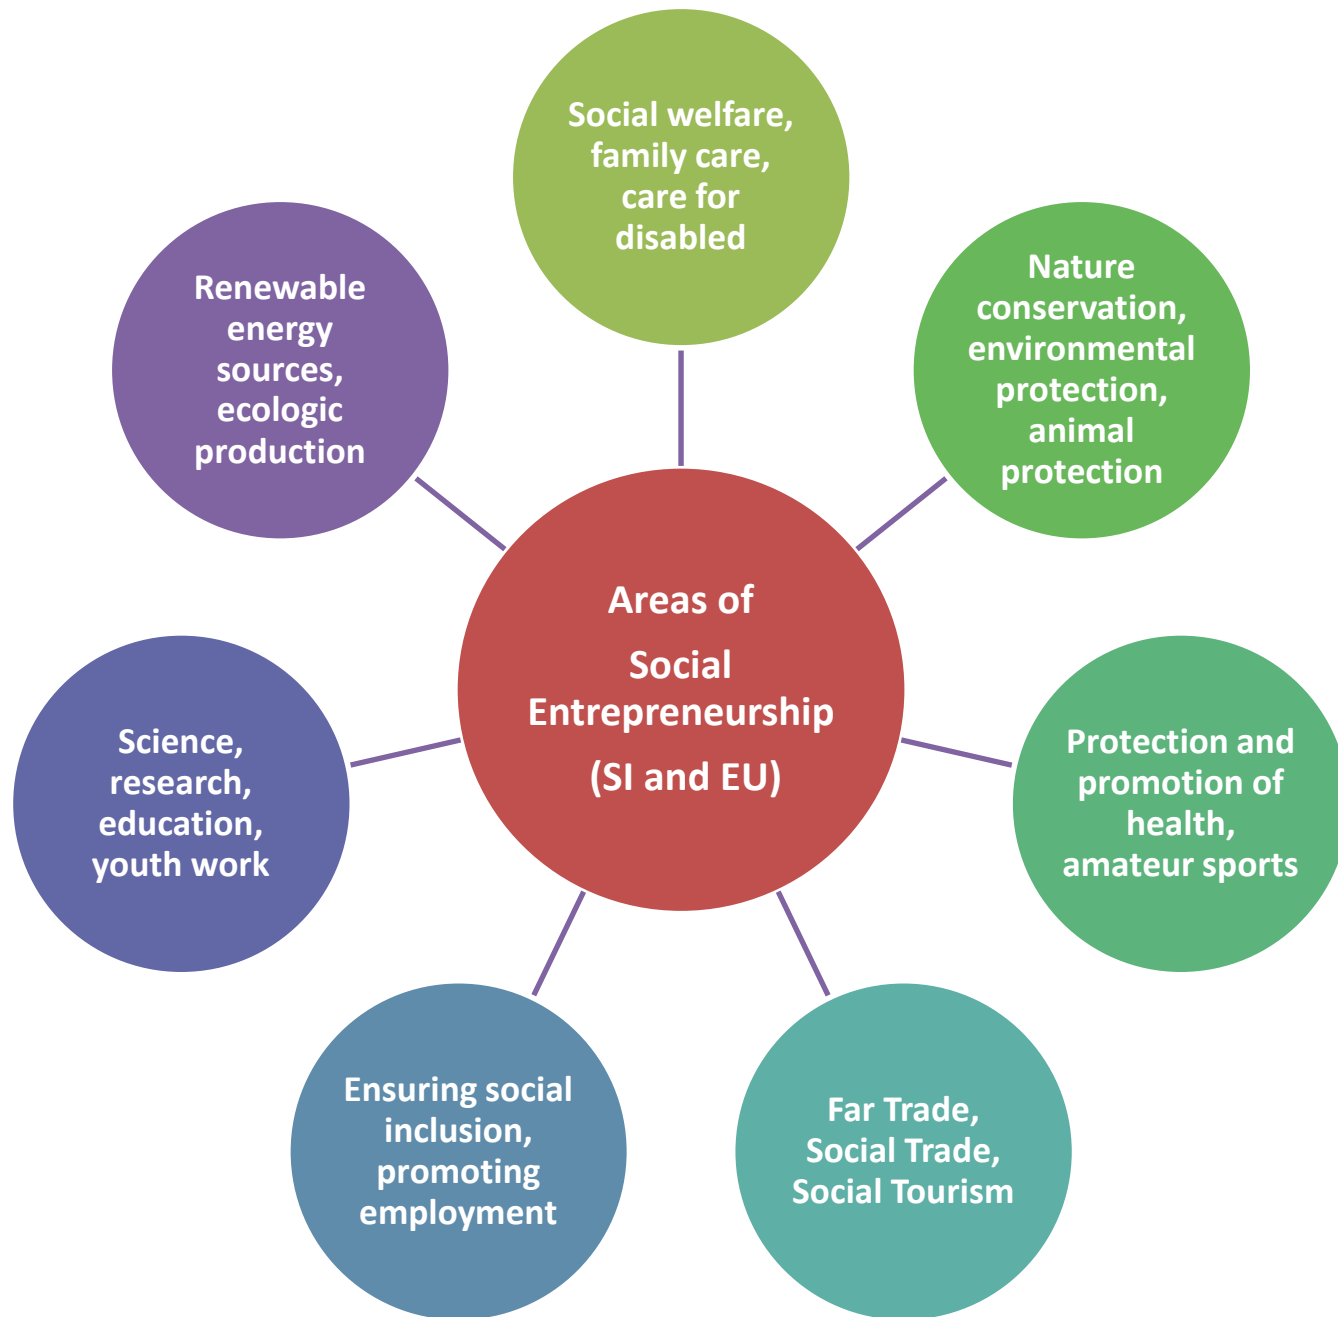 Social welfare,
family care,
care for
disabled
Nature
conservation,
environmental
protection,
animal
protection
Protection and
promotion of
health,
amateur sports
Far Trade,
Social Trade,
Social Tourism
Ensuring social
inclusion,
promoting
employment
Science,
research,
education,
youth work
Renewable
energy
sources,
ecologic
production
Areas of
Social
Entrepreneurship
(SI and EU)